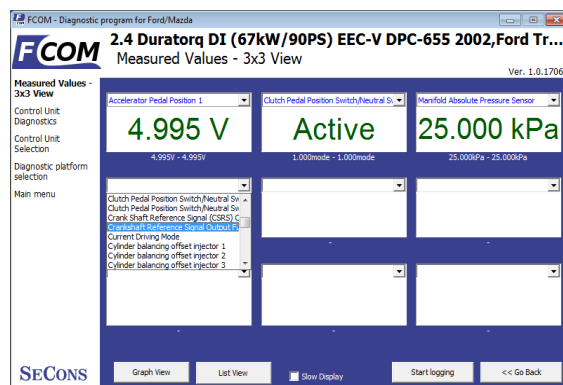 FCOM - Diagnostic program for Ford/Mazda
FCOM
2.4 Duratorq DI (67kW/90PS) EEC-V DPC-655 2002,Ford Tr...
Measured Values - 3x3 View
Ver. 1.0.1706
Measured Values -
3x3 View
Control Unit
Diagnostics
Control Unit
Selection
Diagnostic platform
selection
Main menu
Accelerator Pedal Position 1
Clutch Pedal Position Switch/Neutral Sv
Manifold Absolute Pressure Sensor
4.995 V
Active
25.000 kPa
4.995V - 4.995V
1.000mode - 1.000mode
25.000kPa - 25.000kPa
Clutch Pedal Position Switch/Neutral Sw
Clutch Pedal Position Switch/Neutral Sw
Crank Shaft Reference Signal (CSRS) C
Crankshaft Reference Signal Output Fa
Current Driving Mode
Cylinder balancing offset injector 1
Cylinder balancing offset injector 2
Cylinder balancing offset injector 3
- -
- - -
SECONS
Graph View
List View
Slow Display
Start logging
<< Go Back